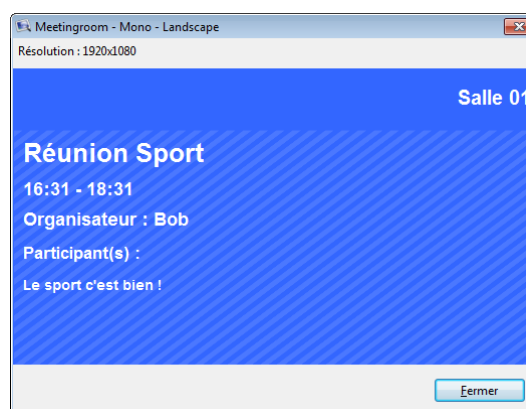 Meetingroom - Mono - Landscape
Résolution : 1920x1080
Salle 01
Réunion Sport
16:31 - 18:31
Organisateur : Bob
Participant(s) :
Le sport c'est bien !
Fermer